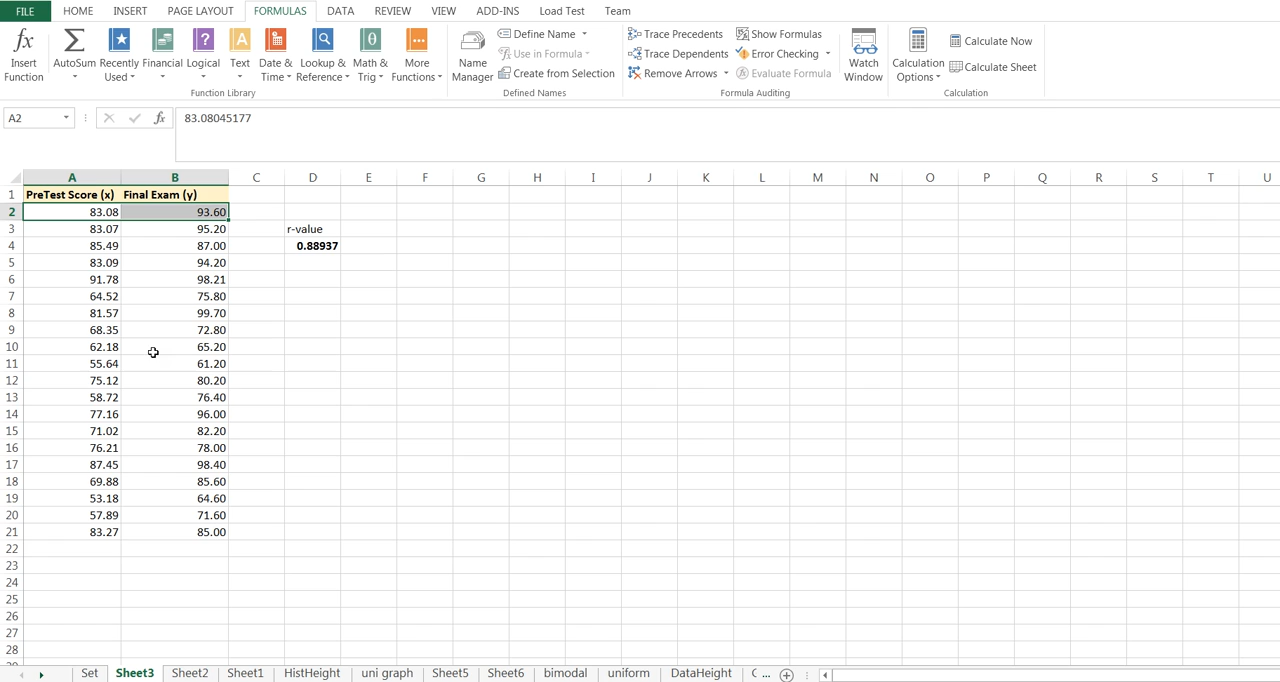 FILE HOME INSERT PAGE LAYOUT FORMULAS DATA REVIEW VIEW ADD-INS Load Test Team
fx Insert Function
Σ AutoSum
Recently Used
Financial
Logical
Text
Date & Time
Lookup & Reference
Math & Trig
More Functions
Function Library
Name Manager
Define Name
Use in Formula
Create from Selection
Defined Names
Trace Precedents
Trace Dependents
Remove Arrows
Show Formulas
Error Checking
Evaluate Formula
Formula Auditing
Watch Window
Calculation Options
Calculate Now
Calculate Sheet
Calculation
A2 fx 83.08045177
A B C D E F G H I J K L M N O P Q R S T U
1 PreTest Score (x) Final Exam (y)
2 83.08 93.60
3 83.07 95.20 r-value
4 85.49 87.00 0.88937
5 83.09 94.20
6 91.78 98.21
7 64.52 75.80
8 81.57 99.70
9 68.35 72.80
10 62.18 65.20
11 55.64 61.20
12 75.12 80.20
13 58.72 76.40
14 77.16 96.00
15 71.02 82.20
16 76.21 78.00
17 87.45 98.40
18 69.88 85.60
19 53.18 64.60
20 57.89 71.60
21 83.27 85.00
22
23
24
25
26
27
28
Set Sheet3 Sheet2 Sheet1 HistHeight uni graph Sheet5 Sheet6 bimodal uniform DataHeight ...